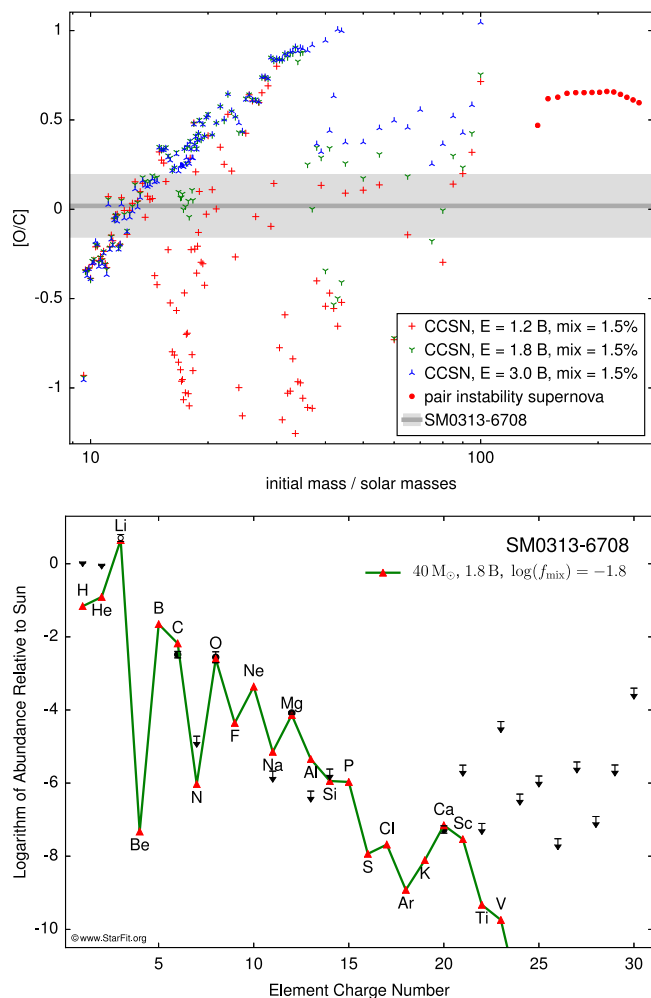 1
0.5
0
-0.5
-1
[O/C]
CCSN, E = 1.2 B, mix = 1.5%
CCSN, E = 1.8 B, mix = 1.5%
CCSN, E = 3.0 B, mix = 1.5%
pair instability supernova
SM0313-6708
10
100
initial mass / solar masses
SM0313-6708
40 M⊙, 1.8 B, log(fmix) = −1.8
Logarithm of Abundance Relative to Sun
0
-2
-4
-6
-8
-10
H
He
Li
Be
B
C
N
O
F
Ne
Na
Mg
Al
Si
P
S
Cl
Ar
K
Ca
Sc
Ti
V
© www.StarFit.org
5
10
15
20
25
30
Element Charge Number